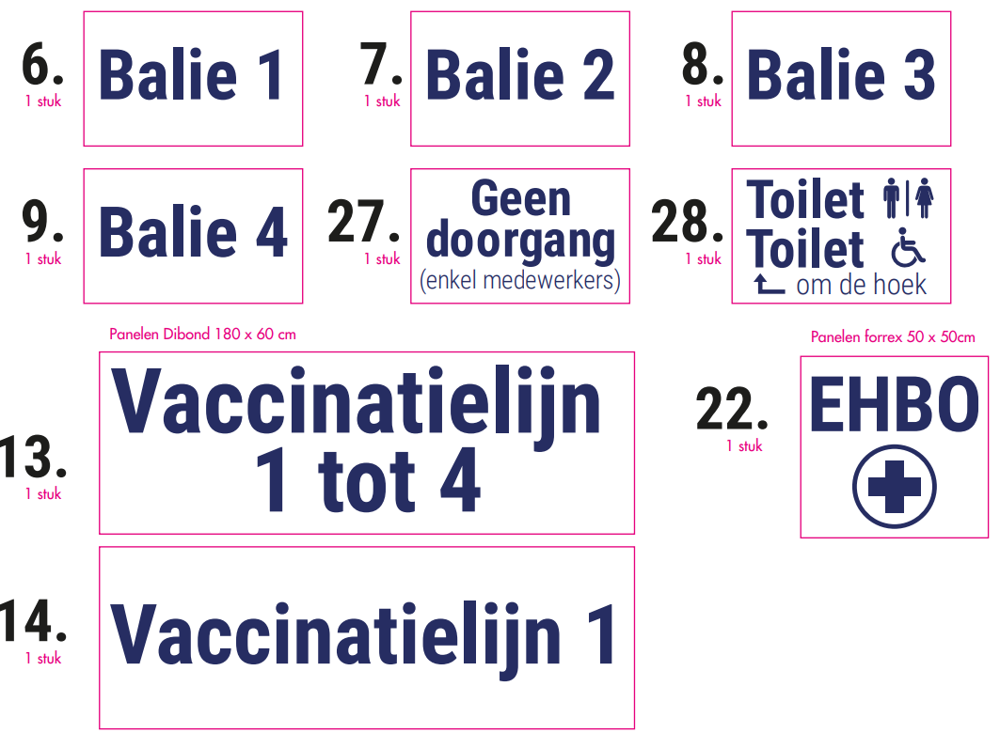 6.
1 stuk
Balie 1
7.
1 stuk
Balie 2
8.
1 stuk
Balie 3
9.
1 stuk
Balie 4
27.
1 stuk
Geen
doorgang
(enkel medewerkers)
28.
1 stuk
Toilet
Toilet
om de hoek
Panelen Dibond 180 x 60 cm
13.
1 stuk
Vaccinatielijn
1 tot 4
Panelen forrex 50 x 50cm
22.
1 stuk
EHBO
14.
1 stuk
Vaccinatielijn 1